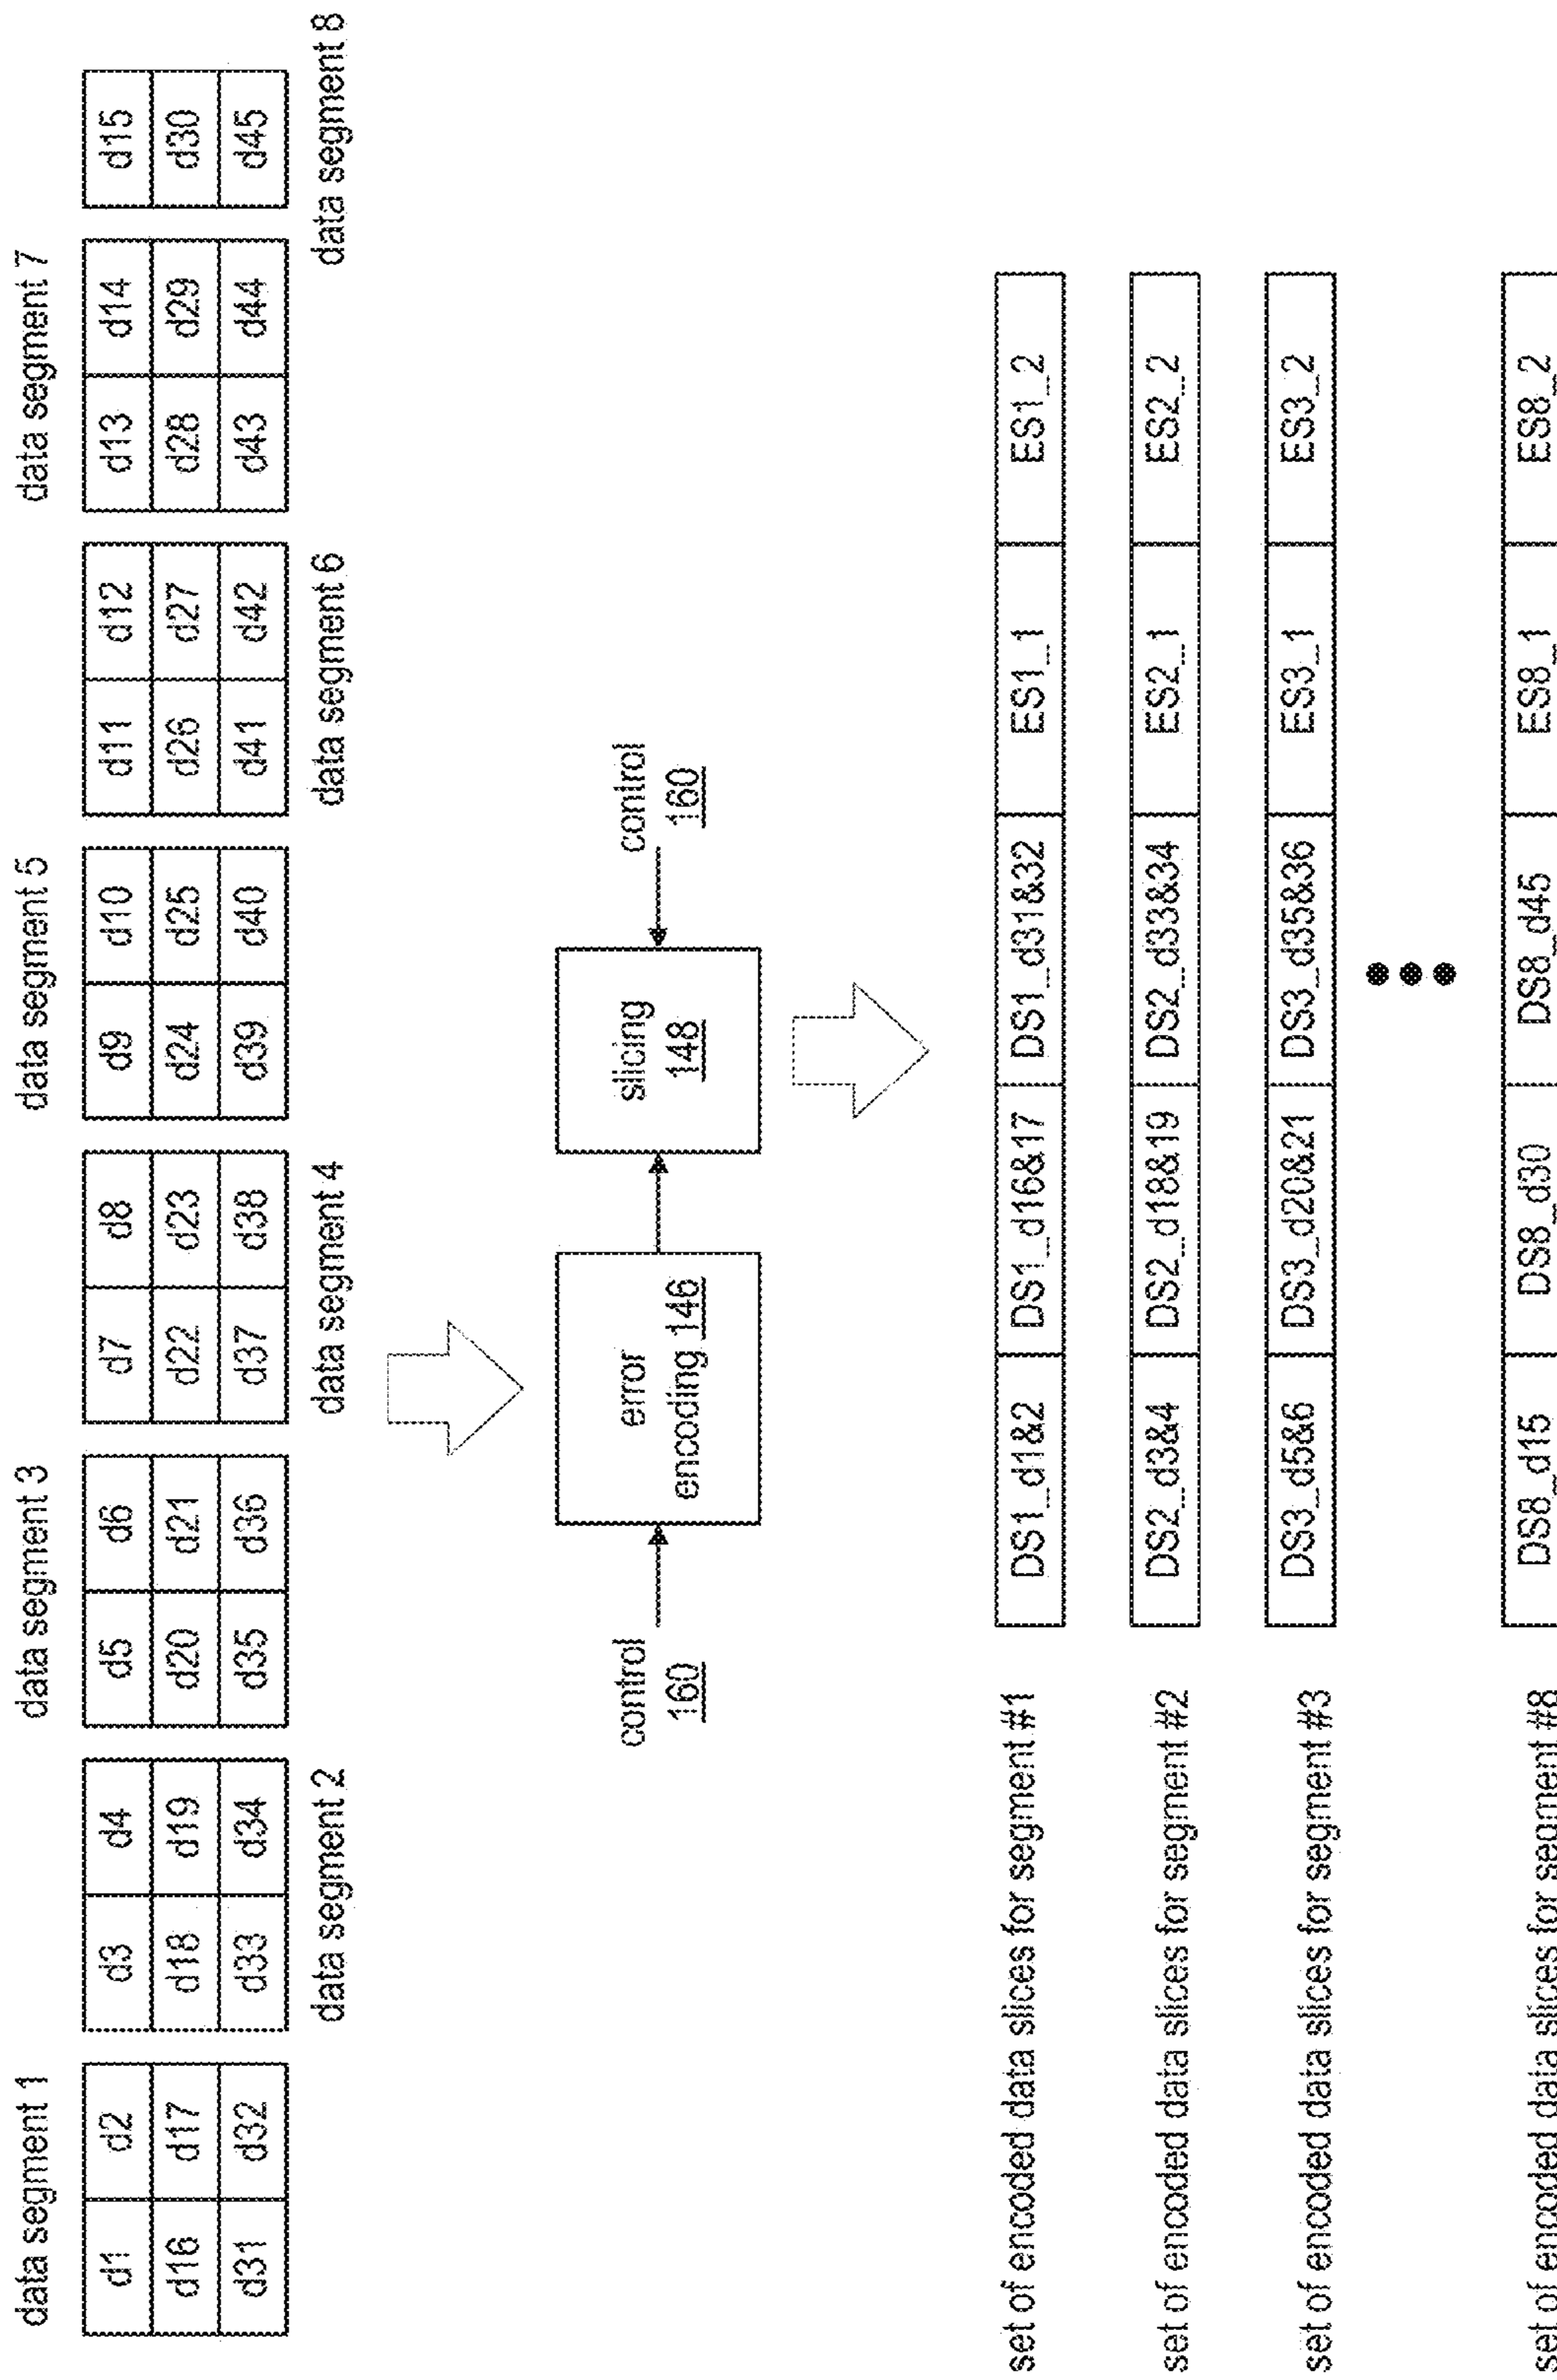 data segment 1
data segment 3
data segment 5
data segment 7
d1 d2 d3 d4 d5 d6 d7 d8 d9 d10 d11 d12 d13 d14 d15
d16 d17 d18 d19 d20 d21 d22 d23 d24 d25 d26 d27 d28 d29 d30
d31 d32 d33 d34 d35 d36 d37 d38 d39 d40 d41 d42 d43 d44 d45
data segment 2
data segment 4
data segment 6
data segment 8
control
160
error
encoding 146
slicing
148
control
160
set of encoded data slices for segment #1 DS1_d1&2 DS1_d16&17 DS1_d31&32 ES1_1 ES1_2
set of encoded data slices for segment #2 DS2_d3&4 DS2_d18&19 DS2_d33&34 ES2_1 ES2_2
set of encoded data slices for segment #3 DS3_d5&6 DS3_d20&21 DS3_d35&36 ES3_1 ES3_2
set of encoded data slices for segment #8 DS8_d15 DS8_d30 DS8_d45 ES8_1 ES8_2